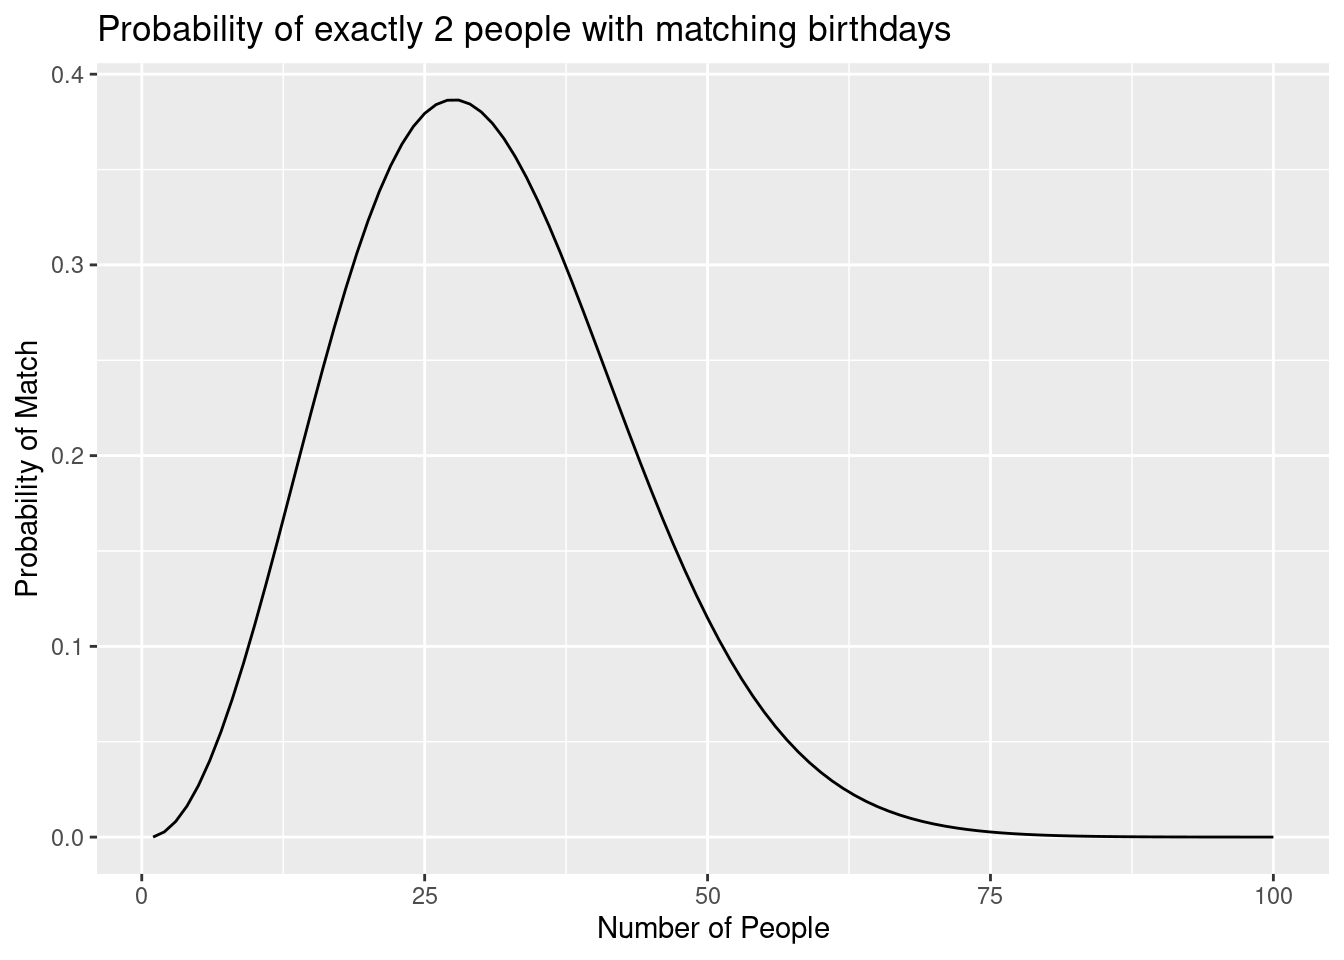 Probability of exactly 2 people with matching birthdays
0.4
0.3
0.2
0.1
0.0
Probability of Match
0 25 50 75 100
Number of People